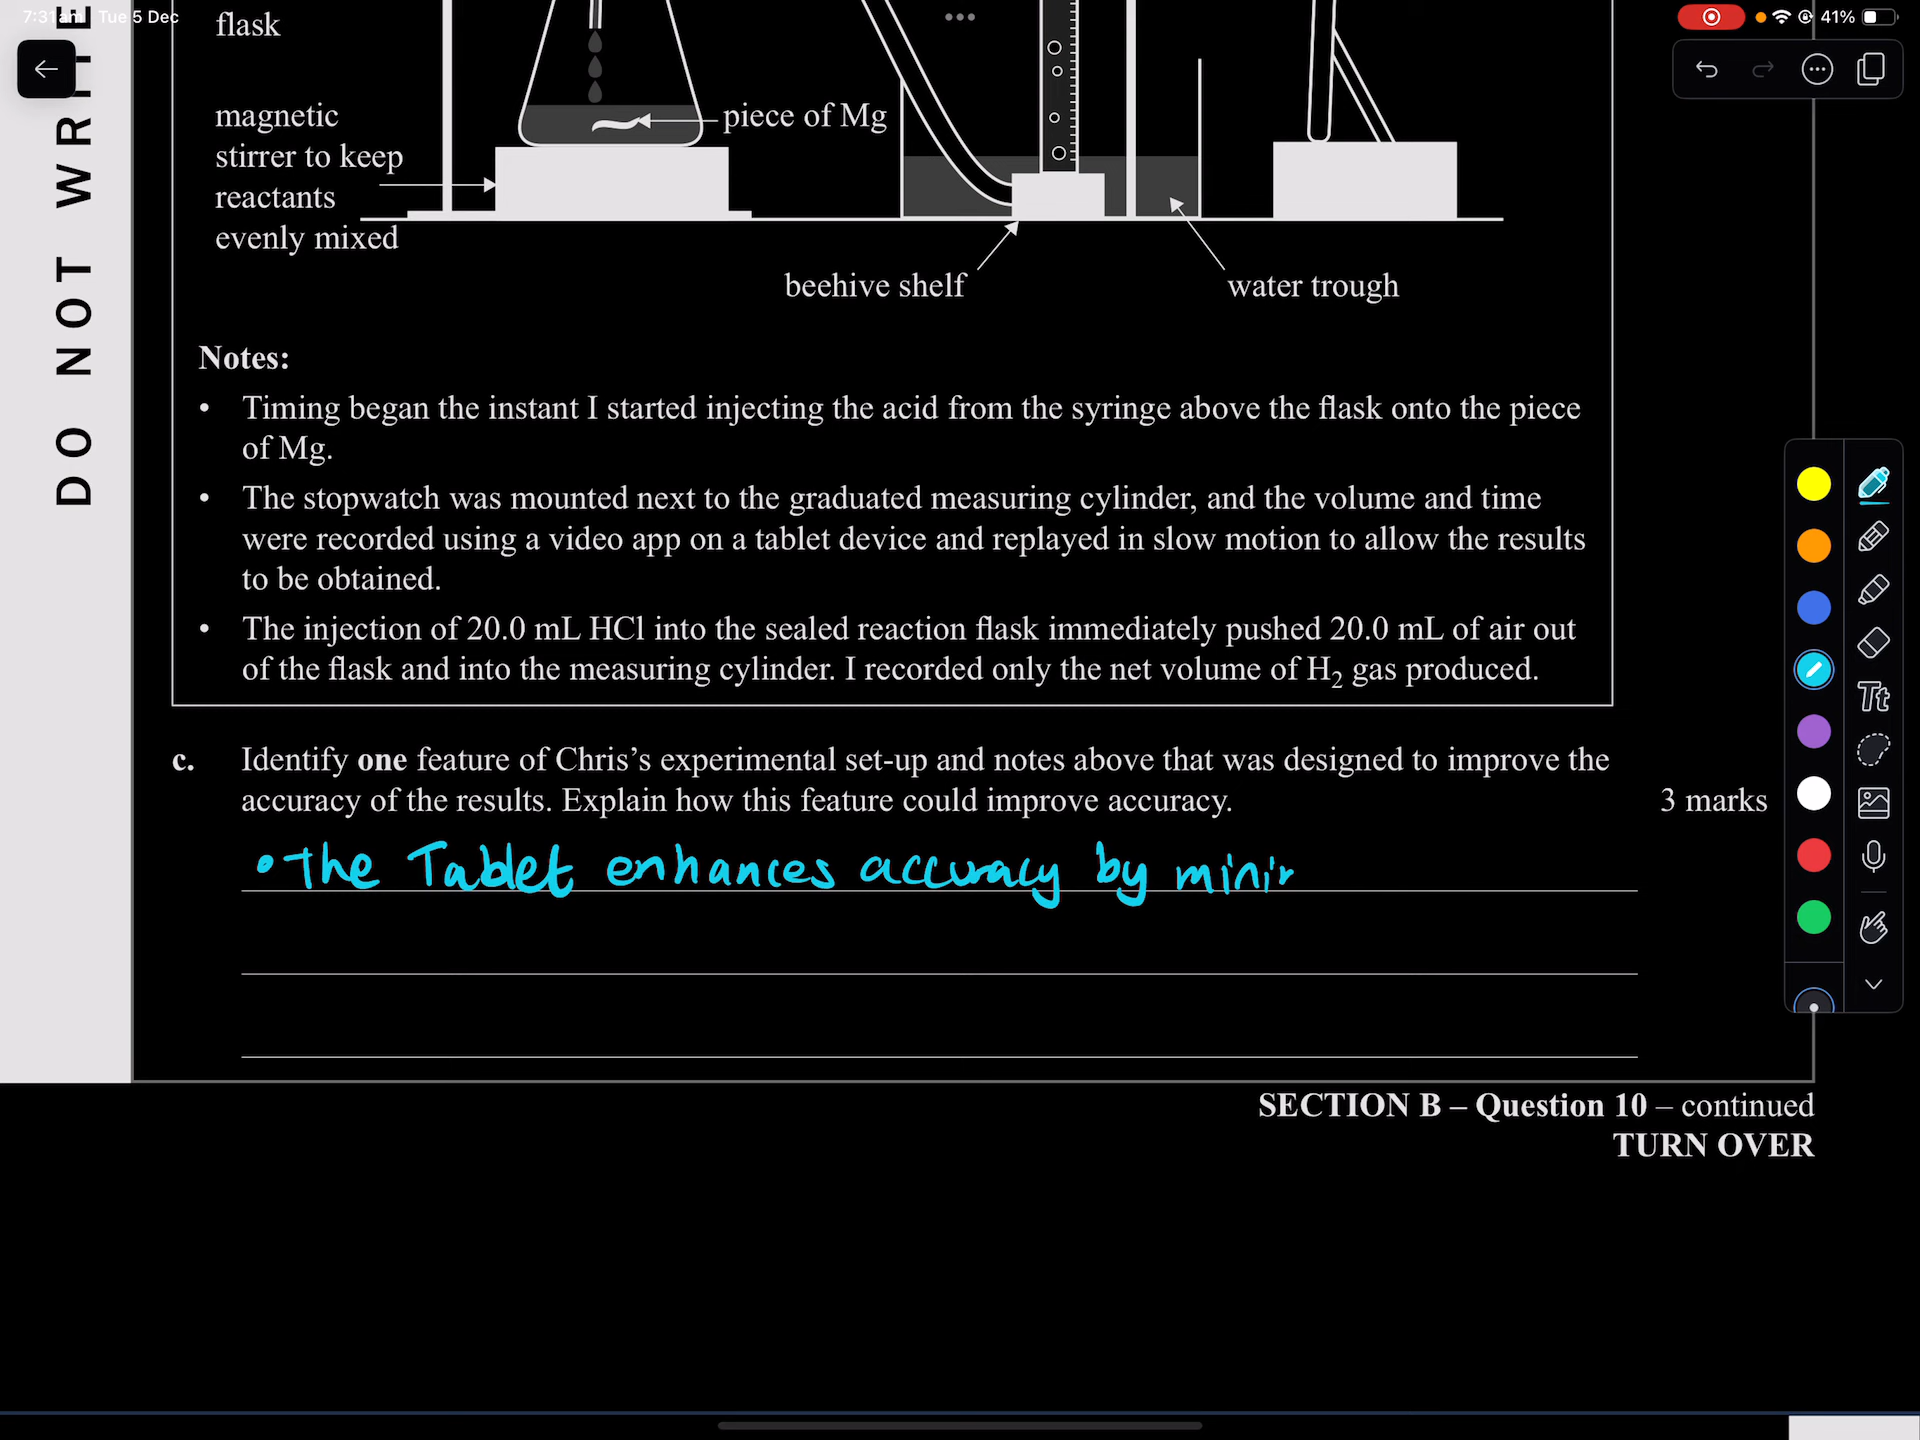 7:31am Tue 5 Dec
41%
DO NOT WRITE
flask
magnetic
stirrer to keep
reactants
evenly mixed
piece of Mg
beehive shelf
water trough
Notes:
• Timing began the instant I started injecting the acid from the syringe above the flask onto the piece
of Mg.
• The stopwatch was mounted next to the graduated measuring cylinder, and the volume and time
were recorded using a video app on a tablet device and replayed in slow motion to allow the results
to be obtained.
• The injection of 20.0 mL HCl into the sealed reaction flask immediately pushed 20.0 mL of air out
of the flask and into the measuring cylinder. I recorded only the net volume of H₂ gas produced.
c. Identify one feature of Chris’s experimental set-up and notes above that was designed to improve the
accuracy of the results. Explain how this feature could improve accuracy. 3 marks
• The Tablet enhances accuracy by minir
Tt
SECTION B – Question 10 – continued
TURN OVER